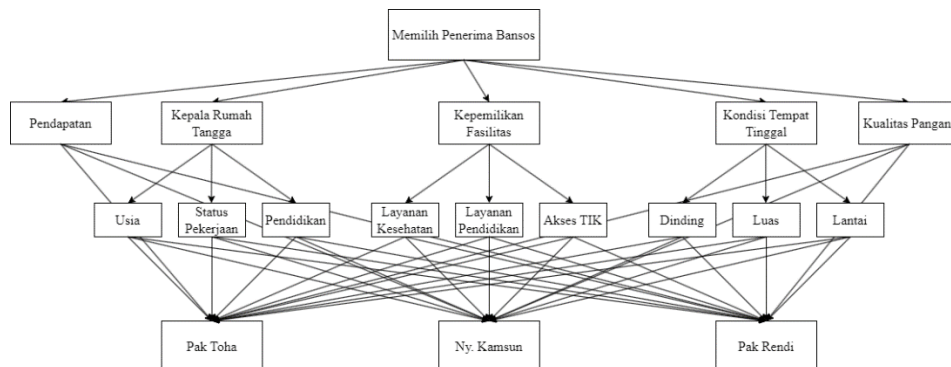 Memilih Penerima Bansos
Pendapatan
Kepala Rumah
Tangga
Kepemilikan
Fasilitas
Kondisi Tempat
Tinggal
Kualitas Pangan
Usia
Status
Pekerjaan
Pendidikan
Layanan
Kesehatan
Layanan
Pendidikan
Akses TIK
Dinding
Luas
Lantai
Pak Toha
Ny. Kamsun
Pak Rendi